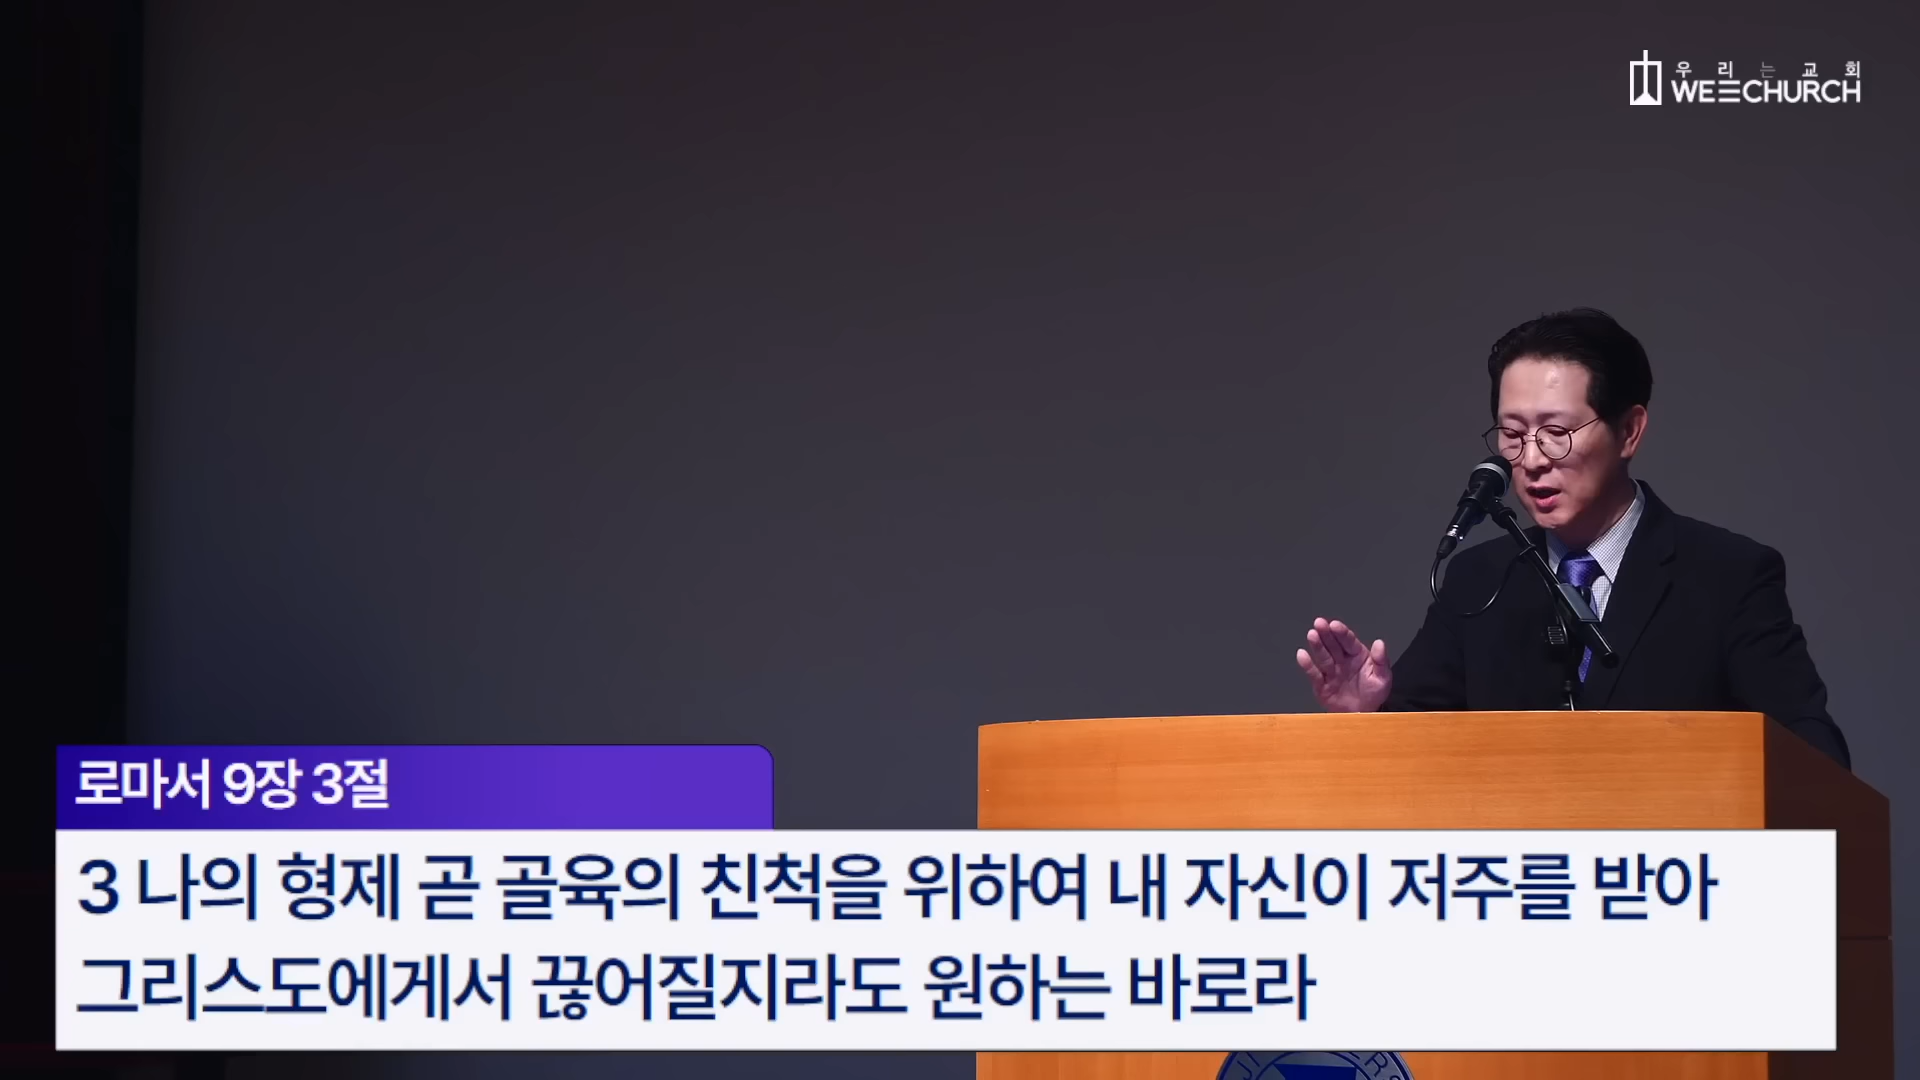 우리는교회
WE CHURCH
로마서 9장 3절
3 나의 형제 곧 골육의 친척을 위하여 내 자신이 저주를 받아
그리스도에게서 끊어질지라도 원하는 바로라